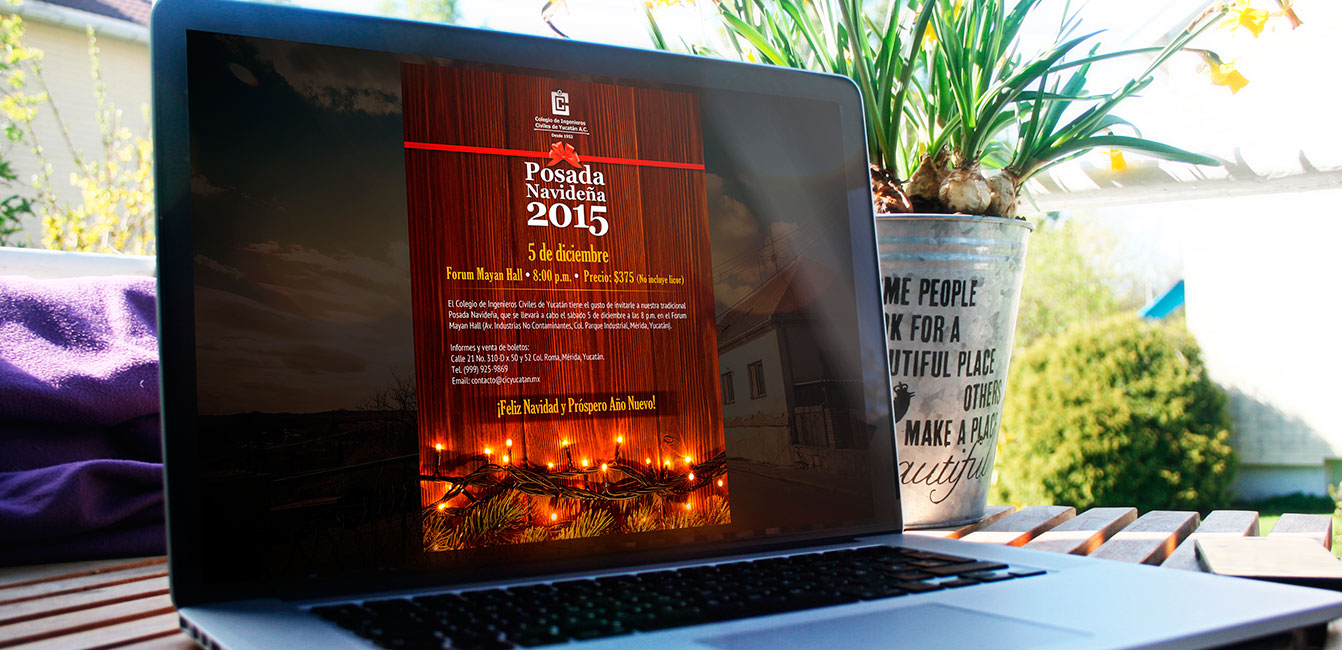 Colegio de Ingenieros
Civiles de Yucatán A.C.
Desde 1952
Posada
Navideña
2015
5 de diciembre
Forum Mayan Hall • 8:00 p.m. • Precio: $375 (No incluye licor)
El Colegio de Ingenieros Civiles de Yucatán tiene el gusto de invitarle a nuestra tradicional
Posada Navideña, que se llevará a cabo el sábado 5 de diciembre a las 8 p.m. en el Forum
Mayan Hall (Av. Industrias No Contaminantes, Col. Parque Industrial, Mérida, Yucatán).
Informes y venta de boletos:
Calle 21 No. 310-D x 50 y 52 Col. Roma, Mérida, Yucatán.
Tel. (999) 925-9869
Email: contacto@cicyucatan.mx
¡Feliz Navidad y Próspero Año Nuevo!
ME PEOPLE
OK FOR A
UTIFUL PLACE
OTHERS
MAKE A PLACE
eautiful